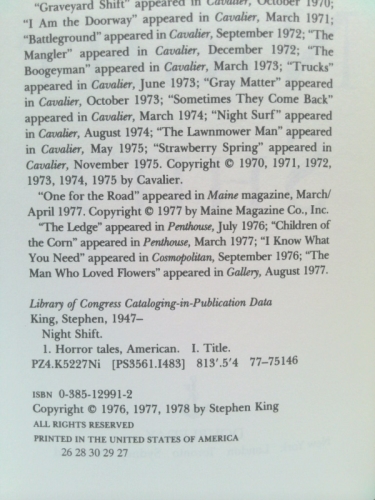 "Graveyard Shift" appeared in Cavalier, October 1970;
"I Am the Doorway" appeared in Cavalier, March 1971;
"Battleground" appeared in Cavalier, September 1972; "The
Mangler" appeared in Cavalier, December 1972; "The
Boogeyman" appeared in Cavalier, March 1973; "Trucks"
appeared in Cavalier, June 1973; "Gray Matter" appeared
in Cavalier, October 1973; "Sometimes They Come Back"
appeared in Cavalier, March 1974; "Night Surf" appeared
in Cavalier, August 1974; "The Lawnmower Man" appeared
in Cavalier, May 1975; "Strawberry Spring" appeared in
Cavalier, November 1975. Copyright © 1970, 1971, 1972,
1973, 1974, 1975 by Cavalier.
"One for the Road" appeared in Maine magazine, March/
April 1977. Copyright © 1977 by Maine Magazine Co., Inc.
"The Ledge" appeared in Penthouse, July 1976; "Children of
the Corn" appeared in Penthouse, March 1977; "I Know What
You Need" appeared in Cosmopolitan, September 1976; "The
Man Who Loved Flowers" appeared in Gallery, August 1977.
Library of Congress Cataloging-in-Publication Data
King, Stephen, 1947–
Night Shift.
1. Horror tales, American. I. Title.
PZ4.K5227Ni [PS3561.I483] 813'.5'4 77-75146
ISBN 0-385-12991-2
Copyright © 1976, 1977, 1978 by Stephen King
ALL RIGHTS RESERVED
PRINTED IN THE UNITED STATES OF AMERICA
26 28 30 29 27